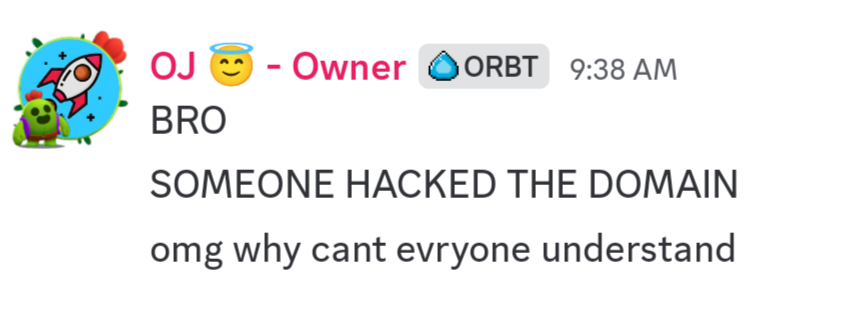 OJ 😇 - Owner ORBT 9:38 AM
BRO
SOMEONE HACKED THE DOMAIN
omg why cant evryone understand